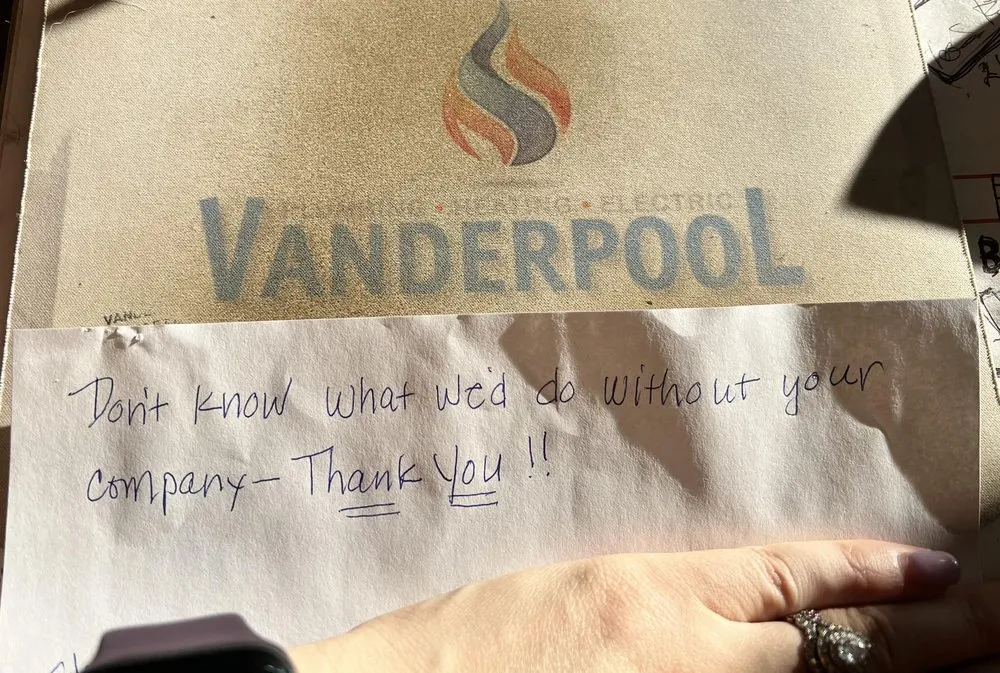 PLUMBING • HEATING • ELECTRIC
VANDERPOOL
Don't know what we'd do without your
company – Thank You !!